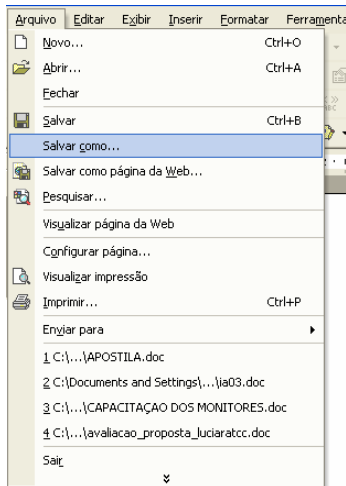 Arquivo Editar Exibir Inserir Formatar Ferramenta
Novo... Ctrl+O
Abrir... Ctrl+A
Fechar
Salvar Ctrl+B
Salvar como...
Salvar como página da Web...
Pesquisar...
Visualizar página da Web
Configurar página...
Visualizar impressão
Imprimir... Ctrl+P
Enviar para
1 C:\...\APOSTILA.doc
2 C:\Documents and Settings\...\ia03.doc
3 C:\...\CAPACITAÇAO DOS MONITORES.doc
4 C:\...\avaliacao_proposta_luciaratcc.doc
Sair